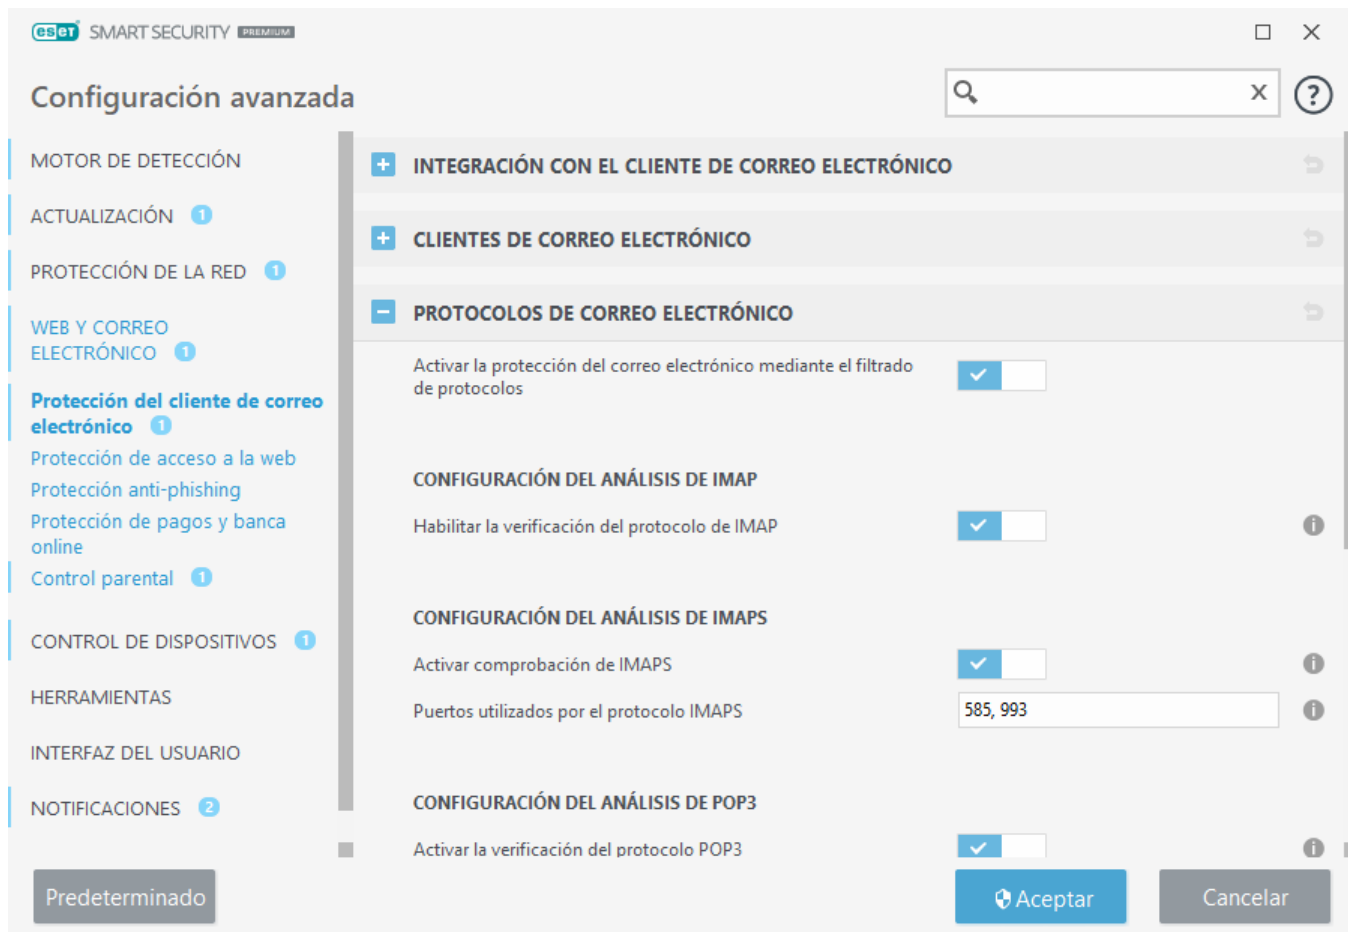 eset SMART SECURITY PREMIUM
Configuración avanzada
X
?
MOTOR DE DETECCIÓN
ACTUALIZACIÓN 1
PROTECCIÓN DE LA RED 1
WEB Y CORREO
ELECTRÓNICO 1
Protección del cliente de correo
electrónico 1
Protección de acceso a la web
Protección anti-phishing
Protección de pagos y banca
online
Control parental 1
CONTROL DE DISPOSITIVOS 1
HERRAMIENTAS
INTERFAZ DEL USUARIO
NOTIFICACIONES 2
INTEGRACIÓN CON EL CLIENTE DE CORREO ELECTRÓNICO
CLIENTES DE CORREO ELECTRÓNICO
PROTOCOLOS DE CORREO ELECTRÓNICO
Activar la protección del correo electrónico mediante el filtrado
de protocolos
CONFIGURACIÓN DEL ANÁLISIS DE IMAP
Habilitar la verificación del protocolo de IMAP
CONFIGURACIÓN DEL ANÁLISIS DE IMAPS
Activar comprobación de IMAPS
Puertos utilizados por el protocolo IMAPS 585, 993
CONFIGURACIÓN DEL ANÁLISIS DE POP3
Activar la verificación del protocolo POP3
Predeterminado
Aceptar
Cancelar